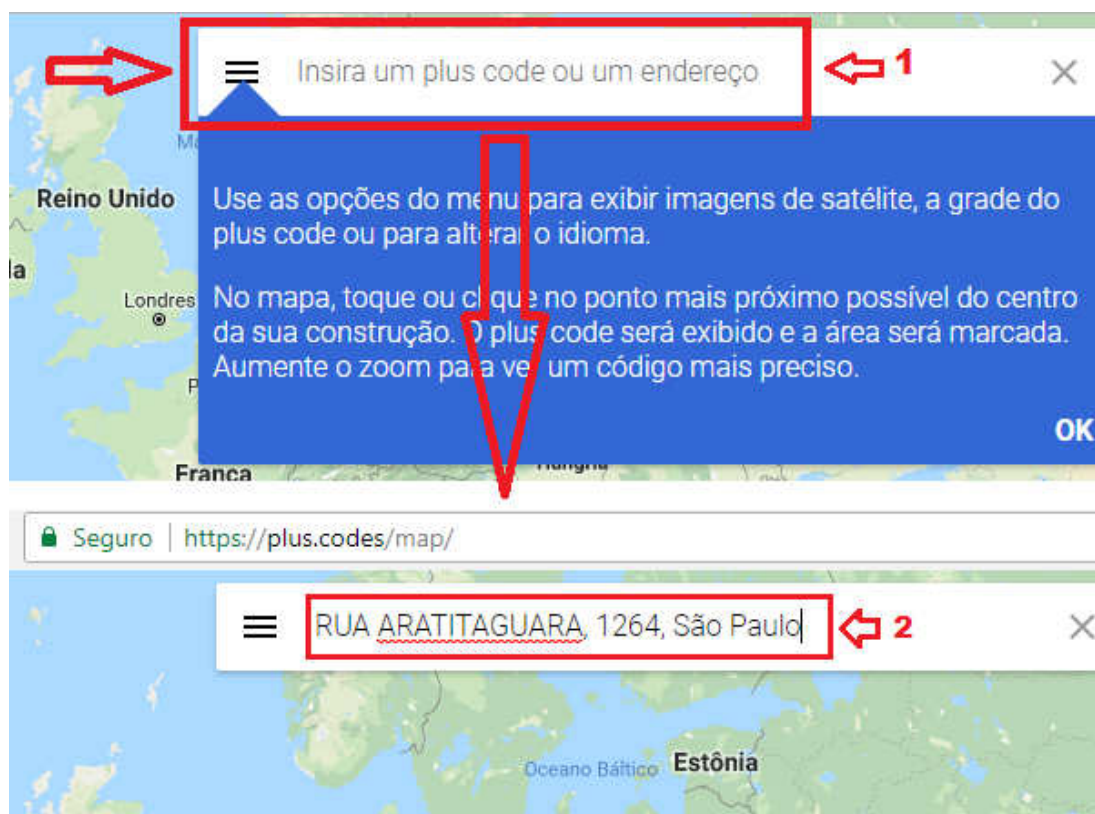 Insira um plus code ou um endereço
1
Reino Unido
Use as opções do menu para exibir imagens de satélite, a grade do
plus code ou para alterar o idioma.
Londres
No mapa, toque ou clique no ponto mais próximo possível do centro
da sua construção. O plus code será exibido e a área será marcada.
Aumente o zoom para ver um código mais preciso.
OK
França
Seguro | https://plus.codes/map/
RUA ARATITAGUARA, 1264, São Paulo
2
Oceano Báltico
Estônia